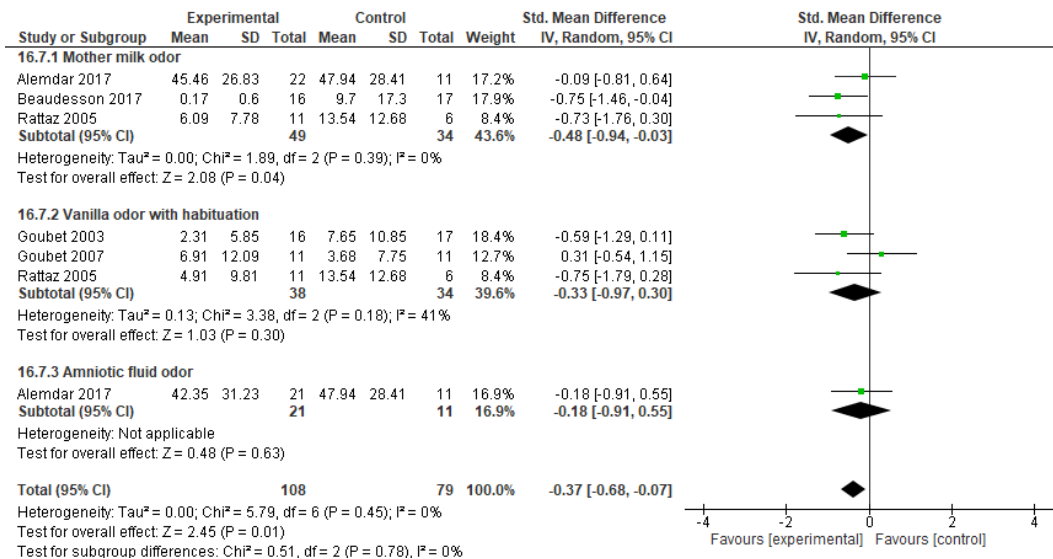 Experimental Control Std. Mean Difference Std. Mean Difference
Study or Subgroup Mean SD Total Mean SD Total Weight IV, Random, 95% CI IV, Random, 95% CI
16.7.1 Mother milk odor
Alemdar 2017 45.46 26.83 22 47.94 28.41 11 17.2% -0.09 [-0.81, 0.64]
Beaudesson 2017 0.17 0.6 16 9.7 17.3 17 17.9% -0.75 [-1.46, -0.04]
Rattaz 2005 6.09 7.78 11 13.54 12.68 6 8.4% -0.73 [-1.76, 0.30]
Subtotal (95% CI) 49 34 43.6% -0.48 [-0.94, -0.03]
Heterogeneity: Tau² = 0.00; Chi² = 1.89, df = 2 (P = 0.39); I² = 0%
Test for overall effect: Z = 2.08 (P = 0.04)
16.7.2 Vanilla odor with habituation
Goubet 2003 2.31 5.85 16 7.65 10.85 17 18.4% -0.59 [-1.29, 0.11]
Goubet 2007 6.91 12.09 11 3.68 7.75 11 12.7% 0.31 [-0.54, 1.15]
Rattaz 2005 4.91 9.81 11 13.54 12.68 6 8.4% -0.75 [-1.79, 0.28]
Subtotal (95% CI) 38 34 39.6% -0.33 [-0.97, 0.30]
Heterogeneity: Tau² = 0.13; Chi² = 3.38, df = 2 (P = 0.18); I² = 41%
Test for overall effect: Z = 1.03 (P = 0.30)
16.7.3 Amniotic fluid odor
Alemdar 2017 42.35 31.23 21 47.94 28.41 11 16.9% -0.18 [-0.91, 0.55]
Subtotal (95% CI) 21 11 16.9% -0.18 [-0.91, 0.55]
Heterogeneity: Not applicable
Test for overall effect: Z = 0.48 (P = 0.63)
Total (95% CI) 108 79 100.0% -0.37 [-0.68, -0.07]
Heterogeneity: Tau² = 0.00; Chi² = 5.79, df = 6 (P = 0.45); I² = 0%
Test for overall effect: Z = 2.45 (P = 0.01)
Test for subgroup differences: Chi² = 0.51, df = 2 (P = 0.78), I² = 0%
-4 -2 0 2 4
Favours [experimental] Favours [control]